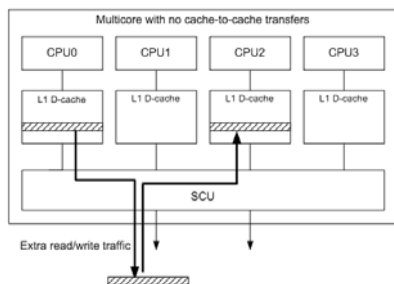 Multicore with no cache-to-cache transfers
CPU0 CPU1 CPU2 CPU3
L1 D-cache L1 D-cache L1 D-cache L1 D-cache
SCU
Extra read/write traffic